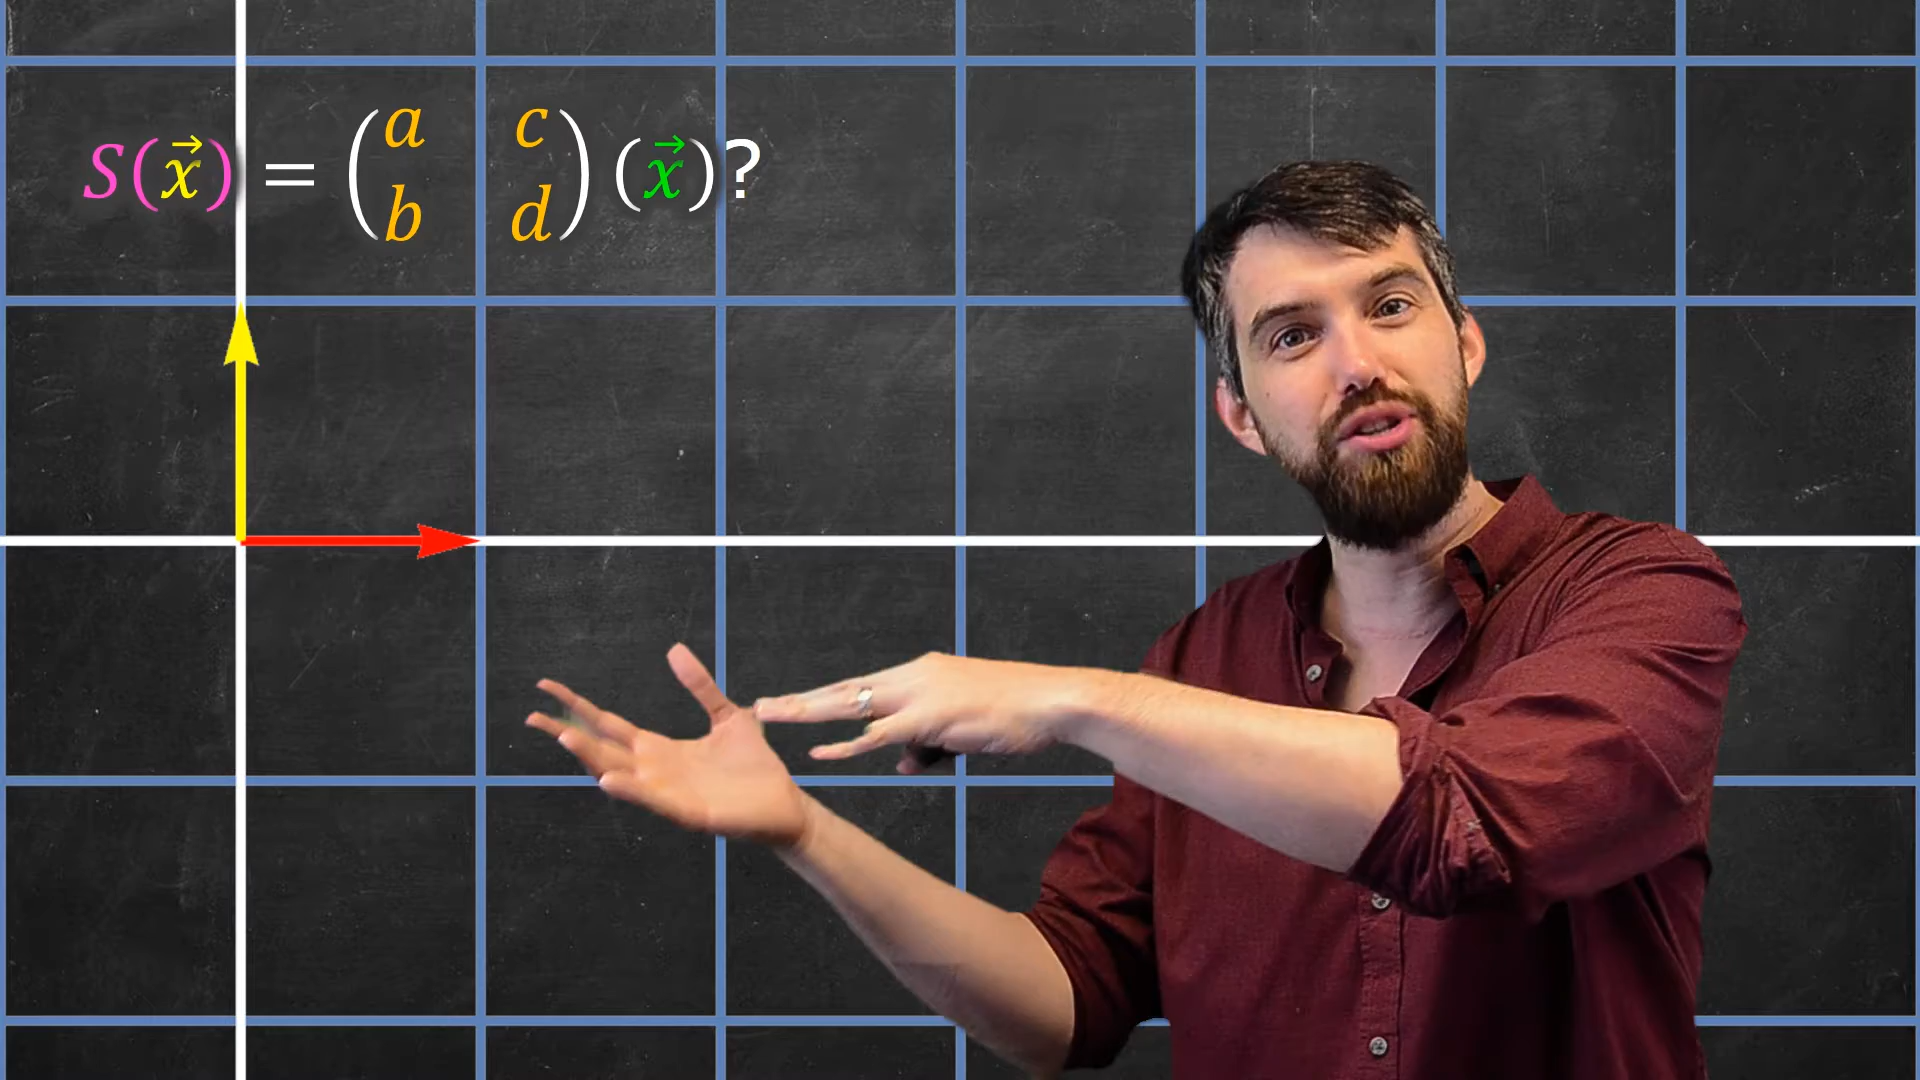 S(x⃗) = (a c
b d) (x⃗)?